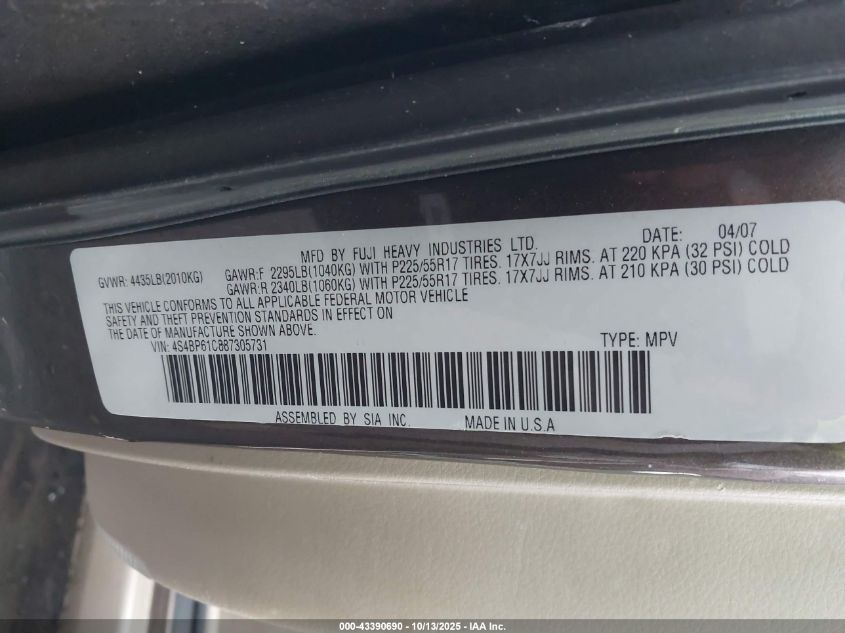 MFD BY FUJI HEAVY INDUSTRIES LTD. DATE: 04/07
GVWR: 4435LB(2010KG) GAWR:F 2295LB(1040KG) WITH P225/55R17 TIRES. 17X7JJ RIMS. AT 220 KPA (32 PSI) COLD
GAWR:R 2340LB(1060KG) WITH P225/55R17 TIRES. 17X7JJ RIMS. AT 210 KPA (30 PSI) COLD
THIS VEHICLE CONFORMS TO ALL APPLICABLE FEDERAL MOTOR VEHICLE
SAFETY AND THEFT PREVENTION STANDARDS IN EFFECT ON
THE DATE OF MANUFACTURE SHOWN ABOVE.
VIN: 4S4BP61C887305731 TYPE: MPV
ASSEMBLED BY SIA INC. MADE IN U.S.A
000-43390690 - 10/13/2025 - IAA Inc.